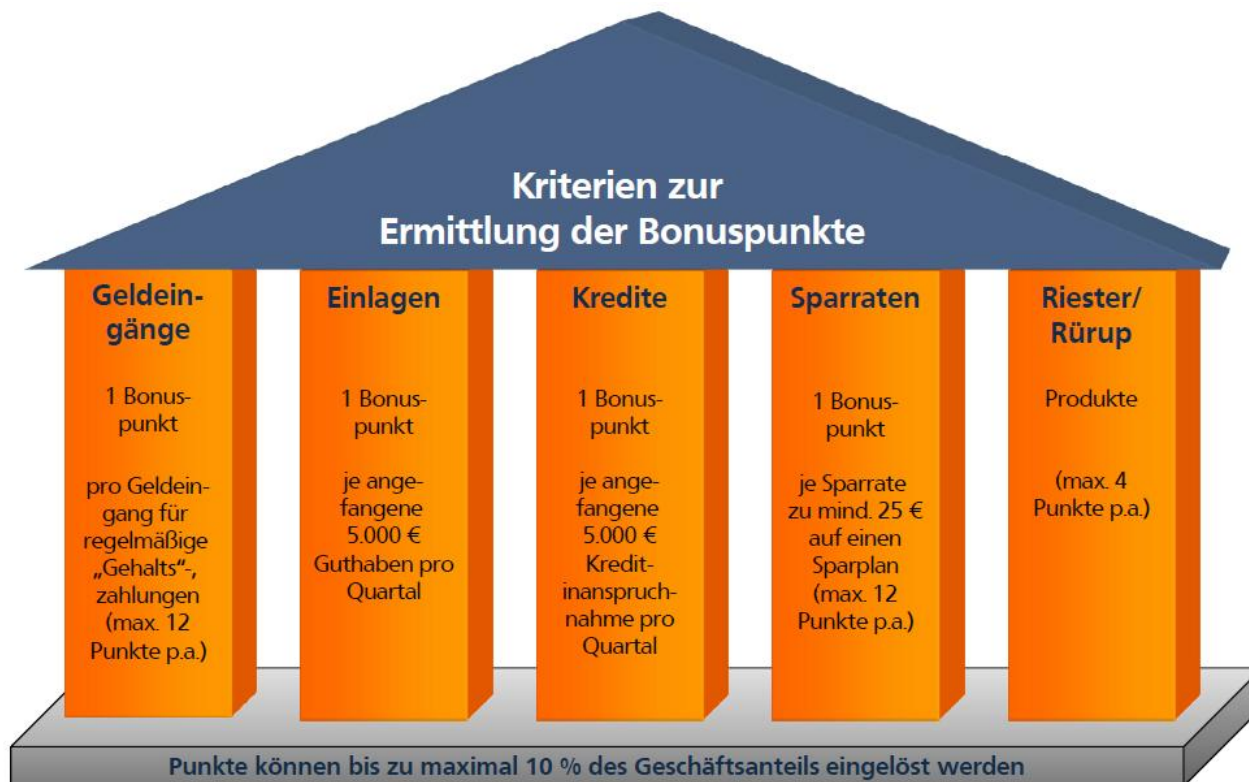 Kriterien zur
Ermittlung der Bonuspunkte
Geldein-
gänge
1 Bonus-
punkt
pro Geldein-
gang für
regelmäßige
„Gehalts“-,
zahlungen
(max. 12
Punkte p.a.)
Einlagen
1 Bonus-
punkt
je ange-
fangene
5.000 €
Guthaben pro
Quartal
Kredite
1 Bonus-
punkt
je ange-
fangene
5.000 €
Kredit-
inanspruch-
nahme pro
Quartal
Sparraten
1 Bonus-
punkt
je Sparrate
zu mind. 25 €
auf einen
Sparplan
(max. 12
Punkte p.a.)
Riester/
Rürup
Produkte
(max. 4
Punkte p.a.)
Punkte können bis zu maximal 10 % des Geschäftsanteils eingelöst werden